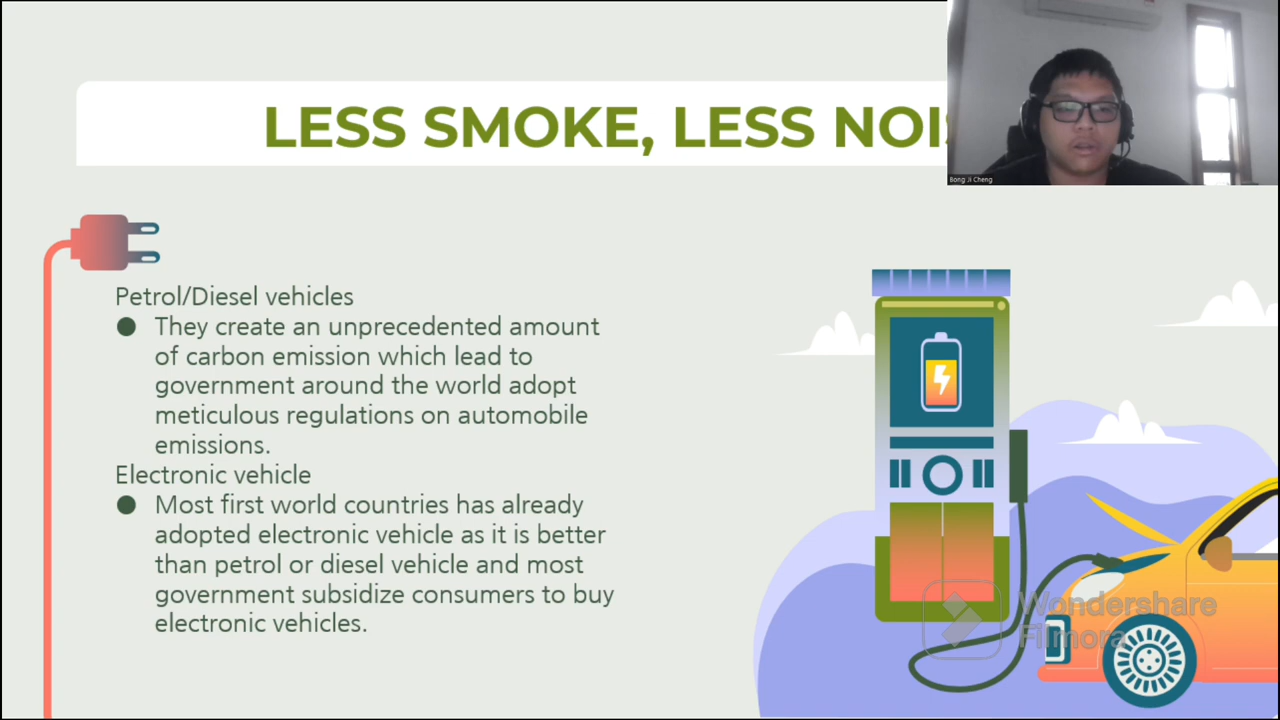 LESS SMOKE, LESS NOIS
Bong Ji Cheng
Petrol/Diesel vehicles
● They create an unprecedented amount
of carbon emission which lead to
government around the world adopt
meticulous regulations on automobile
emissions.
Electronic vehicle
● Most first world countries has already
adopted electronic vehicle as it is better
than petrol or diesel vehicle and most
government subsidize consumers to buy
electronic vehicles.
Wondershare
Filmora